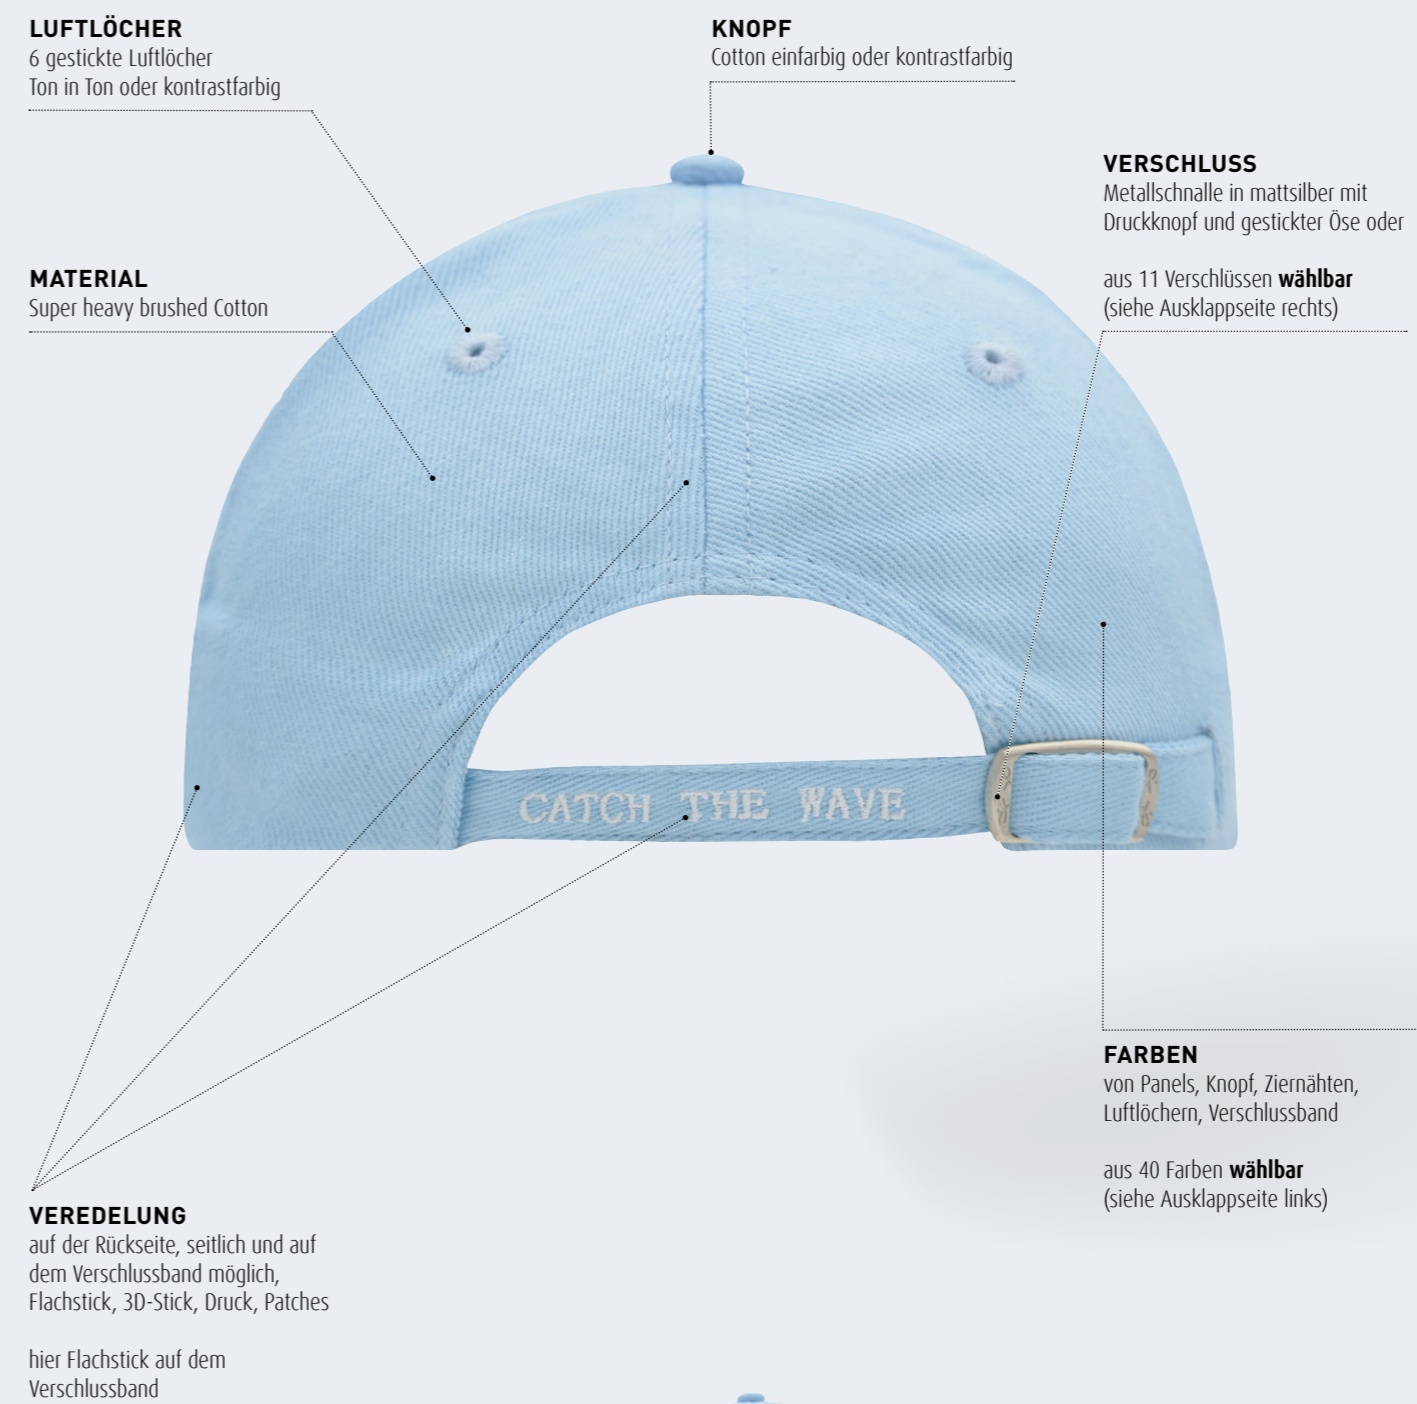 LUFTLÖCHER
6 gestickte Luftlöcher
Ton in Ton oder kontrastfarbig
KNOPF
Cotton einfarbig oder kontrastfarbig
VERSCHLUSS
Metallschnalle in mattsilber mit
Druckknopf und gestickter Öse oder
aus 11 Verschlüssen wählbar
(siehe Ausklappseite rechts)
MATERIAL
Super heavy brushed Cotton
CATCH THE WAVE
FARBEN
von Panels, Knopf, Ziernähten,
Luftlöchern, Verschlussband
aus 40 Farben wählbar
(siehe Ausklappseite links)
VEREDELUNG
auf der Rückseite, seitlich und auf
dem Verschlussband möglich,
Flachstick, 3D-Stick, Druck, Patches
hier Flachstick auf dem
Verschlussband